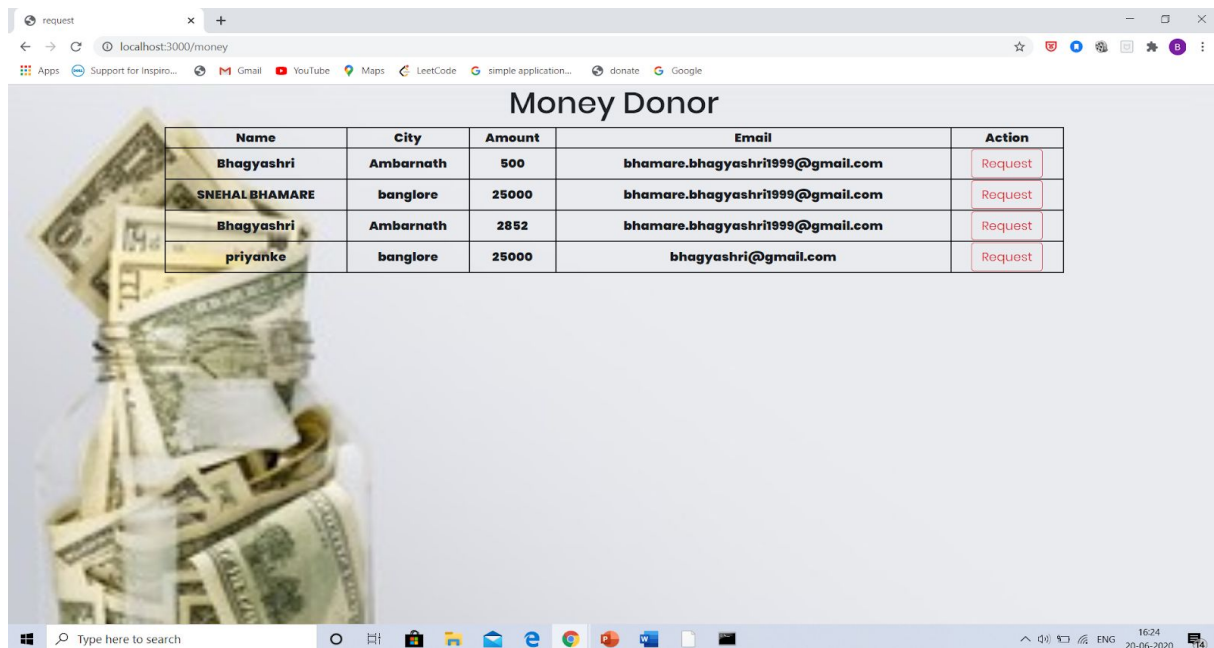 request
localhost:3000/money
B
Apps Support for Inspiro... Gmail YouTube Maps LeetCode simple application... donate Google
Money Donor
Name City Amount Email Action
Bhagyashri Ambarnath 500 bhamare.bhagyashri1999@gmail.com Request
SNEHAL BHAMARE banglore 25000 bhamare.bhagyashri1999@gmail.com Request
Bhagyashri Ambarnath 2852 bhamare.bhagyashri1999@gmail.com Request
priyanke banglore 25000 bhagyashri@gmail.com Request
Type here to search
ENG
16:24
20-06-2020
14